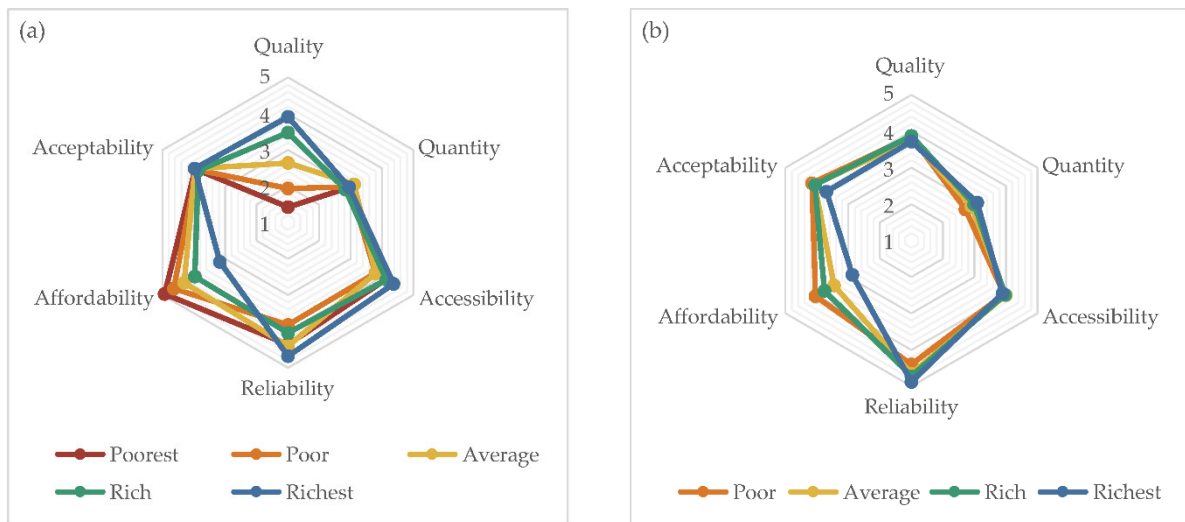 (a)
Quality
5
4
3
2
1
Acceptability
Quantity
Affordability
Accessibility
Reliability
Poorest
Poor
Average
Rich
Richest
(b)
Quality
5
4
3
2
1
Acceptability
Quantity
Affordability
Accessibility
Reliability
Poor
Average
Rich
Richest